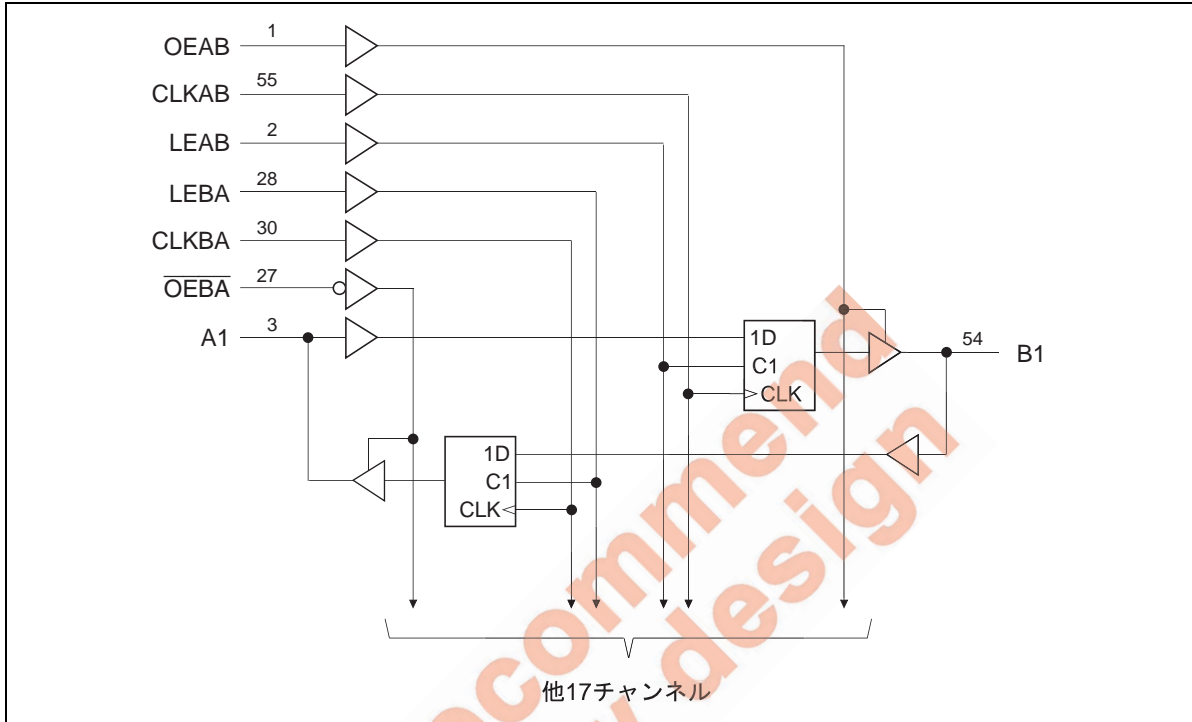 OEAB 1
CLKAB 55
LEAB 2
LEBA 28
CLKBA 30
OEBA 27
A1 3
1D
C1
CLK
54 B1
1D
C1
CLK
他17チャンネル
commend
design